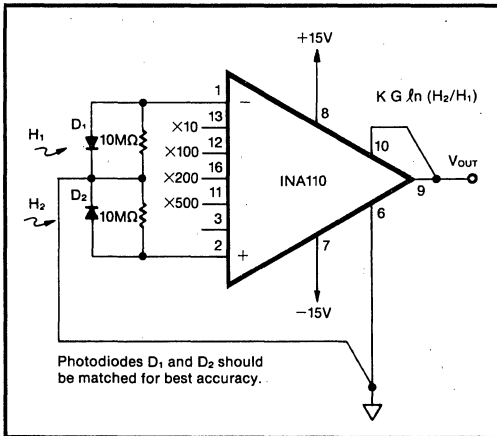 +15V
K G ln (H₂/H₁)
1
−
8
13
×10
10
H₁
D₁
10MΩ
12
×100
VOUT
16
×200
INA110
9
H₂
D₂
10MΩ
11
×500
6
3
2
+
7
−15V
Photodiodes D₁ and D₂ should
be matched for best accuracy.